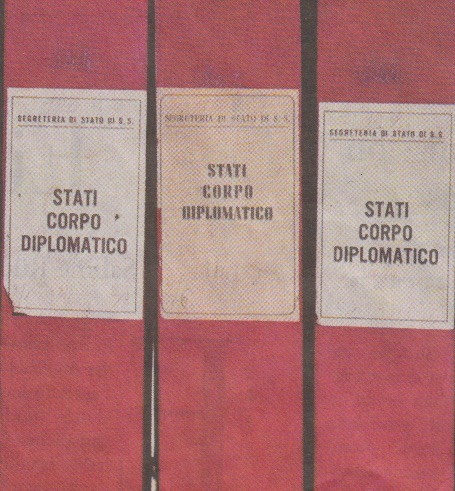 SEGRETERIA DI STATO DI S. S.
STATI
CORPO
DIPLOMATICO
SEGRETERIA DI STATO DI S. S.
STATI
CORPO
DIPLOMATICO
SEGRETERIA DI STATO DI S. S.
STATI
CORPO
DIPLOMATICO